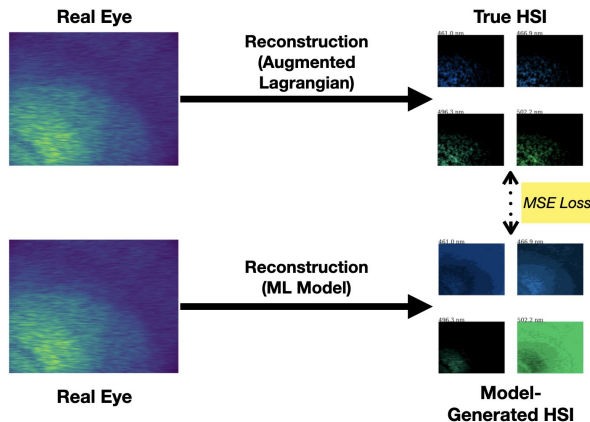 Real Eye
Reconstruction
(Augmented
Lagrangian)
True HSI
461.0 nm
466.9 nm
496.3 nm
502.2 nm
MSE Loss
Reconstruction
(ML Model)
461.0 nm
466.9 nm
496.3 nm
502.2 nm
Real Eye
Model-
Generated HSI